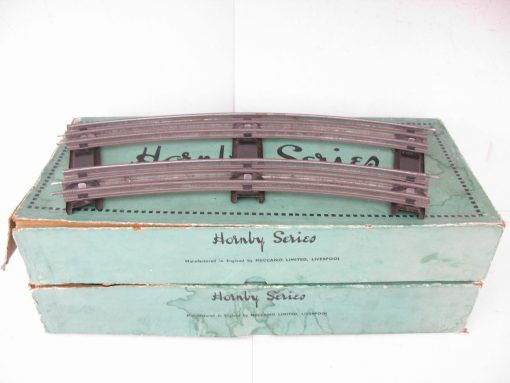 Hornby Series
Hornby Series
Manufactured in England by MECCANO LIMITED, LIVERPOOL
Hornby Series
Manufactured in England by MECCANO LIMITED, LIVERPOOL